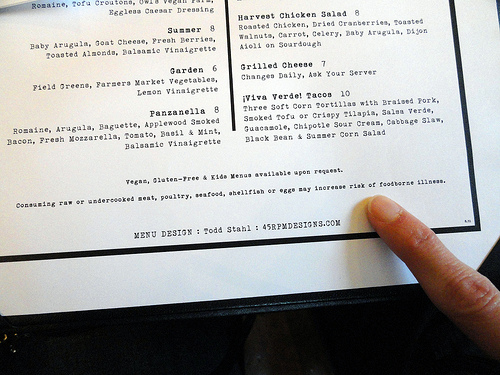 Romaine, Tofu Croutons, Owl's Vegan Parm,
Eggless Caesar Dressing
Summer 8
Baby Arugula, Goat Cheese, Fresh Berries,
Toasted Almonds, Balsamic Vinaigrette
Garden 6
Field Greens, Farmers Market Vegetables,
Lemon Vinaigrette
Panzanella 8
Romaine, Arugula, Baguette, Applewood Smoked
Bacon, Fresh Mozzarella, Tomato, Basil & Mint,
Balsamic Vinaigrette
Harvest Chicken Salad 8
Roasted Chicken, Dried Cranberries, Toasted
Walnuts, Carrot, Celery, Baby Arugula, Dijon
Aioli on Sourdough
Grilled Cheese 7
Changes Daily, Ask Your Server
¡Viva Verde! Tacos 10
Three Soft Corn Tortillas with Braised Pork,
Smoked Tofu or Crispy Tilapia, Salsa Verde,
Guacamole, Chipotle Sour Cream, Cabbage Slaw,
Black Bean & Summer Corn Salad
Vegan, Gluten-Free & Kids Menus available upon request.
Consuming raw or undercooked meat, poultry, seafood, shellfish or eggs may increase risk of foodborne illness.
MENU DESIGN : Todd Stahl : 45RPMDESIGNS.COM